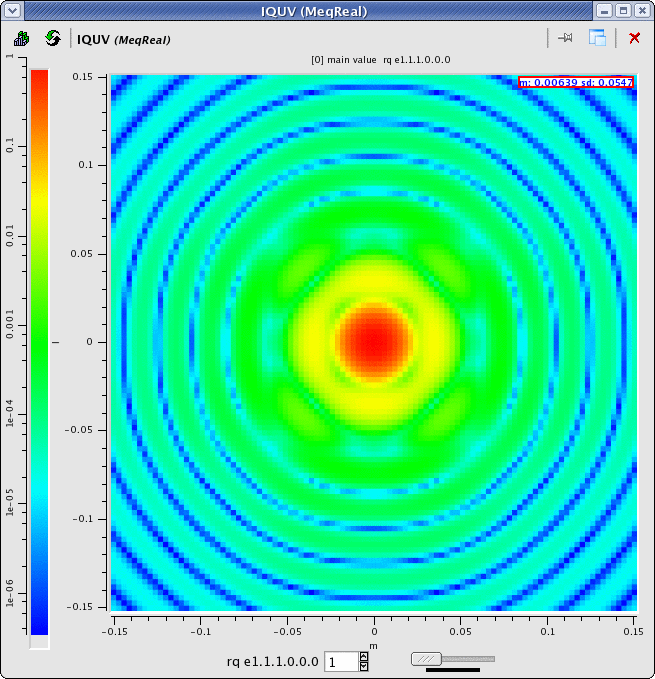 IQUV (MeqReal)
IQUV (MeqReal)
[0] main value rq e1.1.1.0.0.0
m: 0.00639 sd: 0.0547
1
0.1
0.01
0.001
1e-04
1e-05
1e-06
0.15
0.1
0.05
0
-0.05
-0.1
-0.15
-0.15
-0.1
-0.05
0
0.05
0.1
0.15
m
rq e1.1.1.0.0.0
1